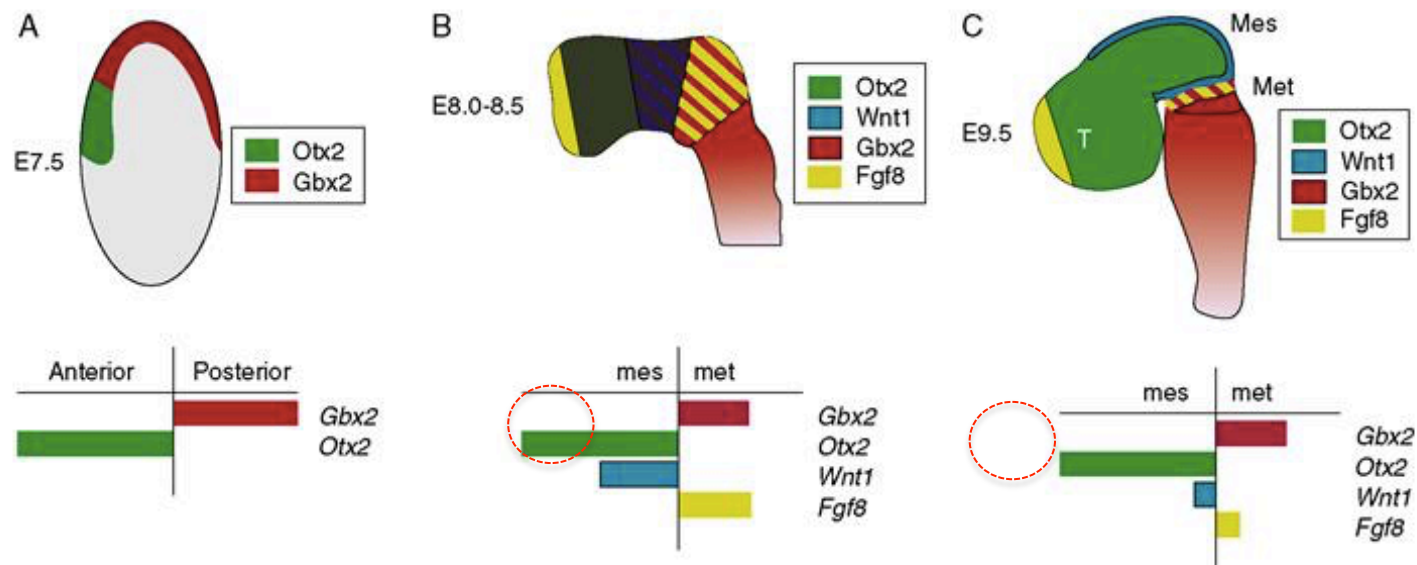 A
E7.5
Otx2
Gbx2
B
E8.0-8.5
Otx2
Wnt1
Gbx2
Fgf8
C
Mes
Met
E9.5
T
Otx2
Wnt1
Gbx2
Fgf8
Anterior Posterior
Gbx2
Otx2
mes met
Gbx2
Otx2
Wnt1
Fgf8
mes met
Gbx2
Otx2
Wnt1
Fgf8